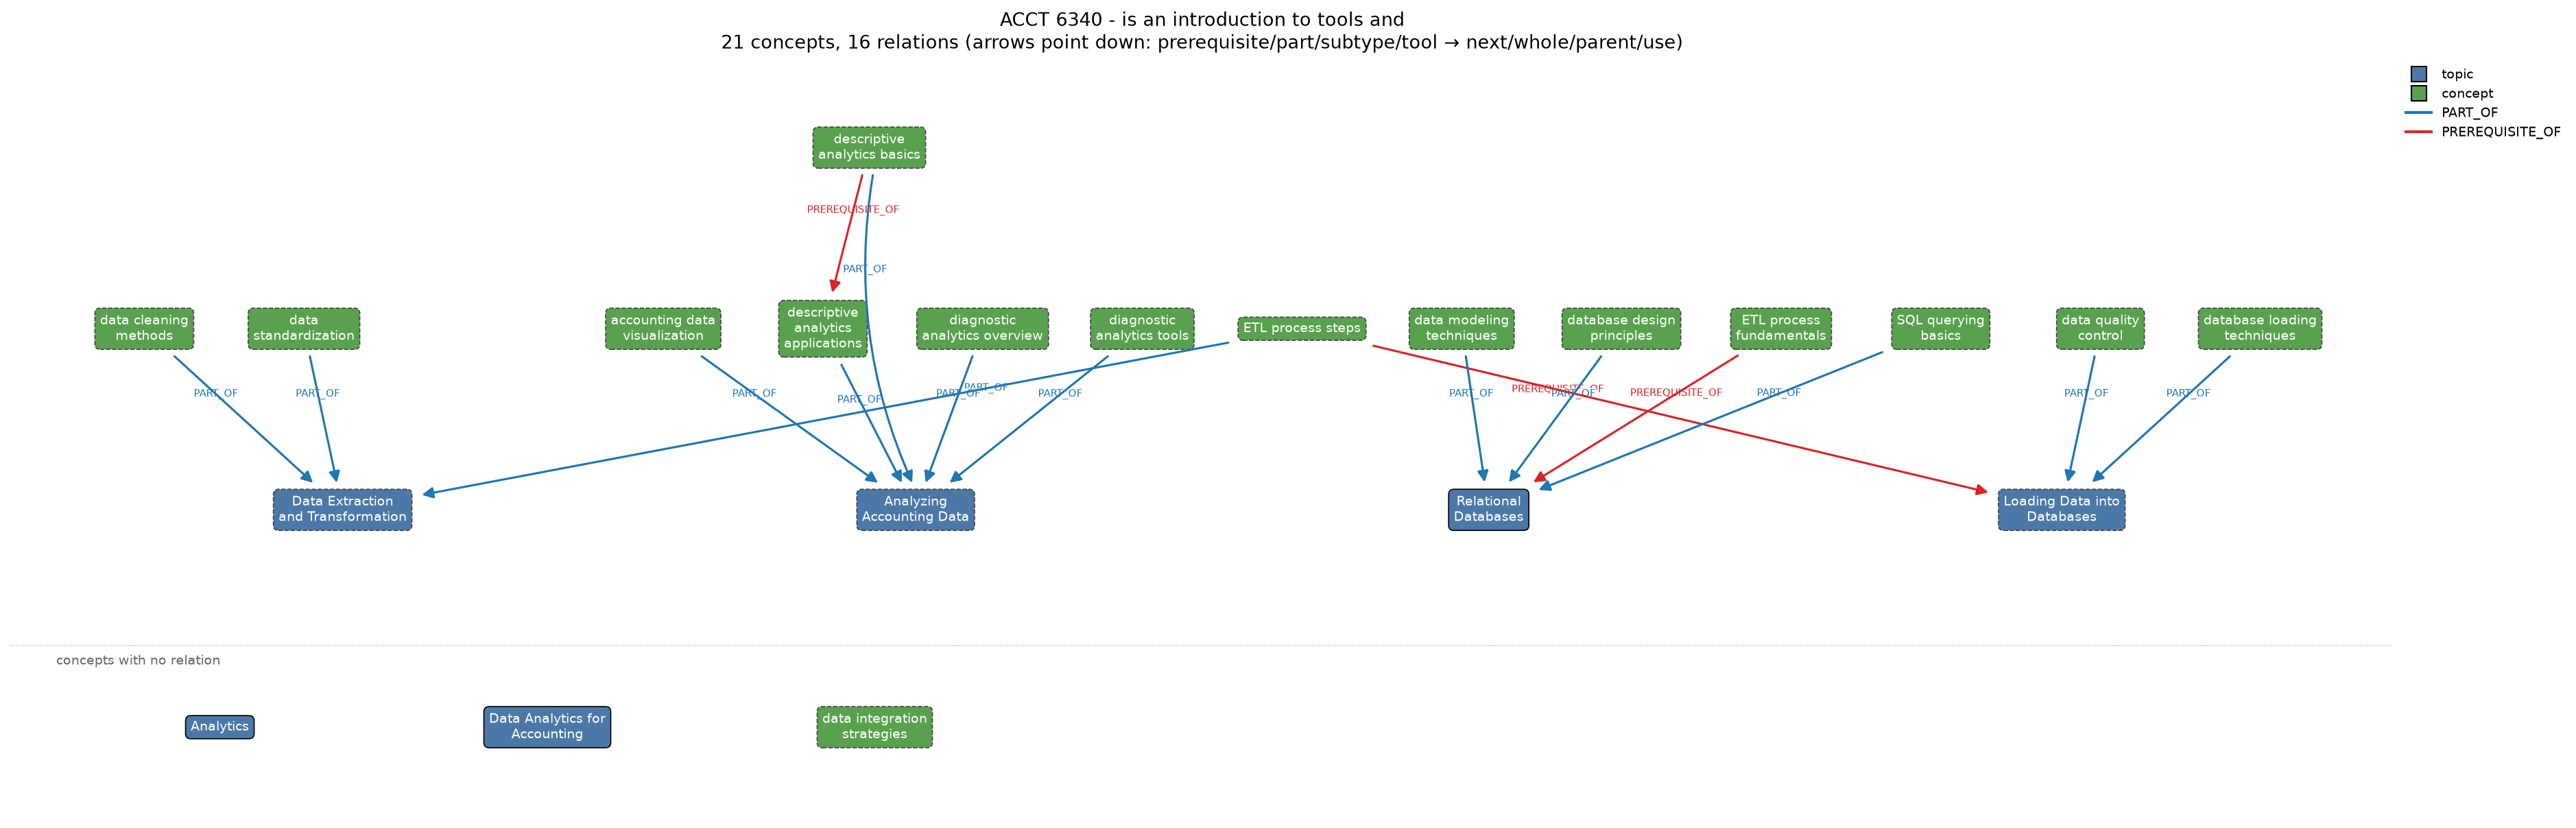 ACCT 6340 - is an introduction to tools and
21 concepts, 16 relations (arrows point down: prerequisite/part/subtype/tool → next/whole/parent/use)
topic
concept
PART_OF
PREREQUISITE_OF
descriptive
analytics basics
PREREQUISITE_OF
PART_OF
data cleaning
methods
data
standardization
accounting data
visualization
descriptive
analytics
applications
diagnostic
analytics overview
diagnostic
analytics tools
ETL process steps
data modeling
techniques
database design
principles
ETL process
fundamentals
SQL querying
basics
data quality
control
database loading
techniques
PART_OF
PART_OF
PART_OF
PART_OF
PART_OF
PART_OF
PART_OF
PART_OF
PREREQUISITE_OF
PART_OF
PREREQUISITE_OF
PART_OF
PART_OF
PART_OF
Data Extraction
and Transformation
Analyzing
Accounting Data
Relational
Databases
Loading Data into
Databases
concepts with no relation
Analytics
Data Analytics for
Accounting
data integration
strategies